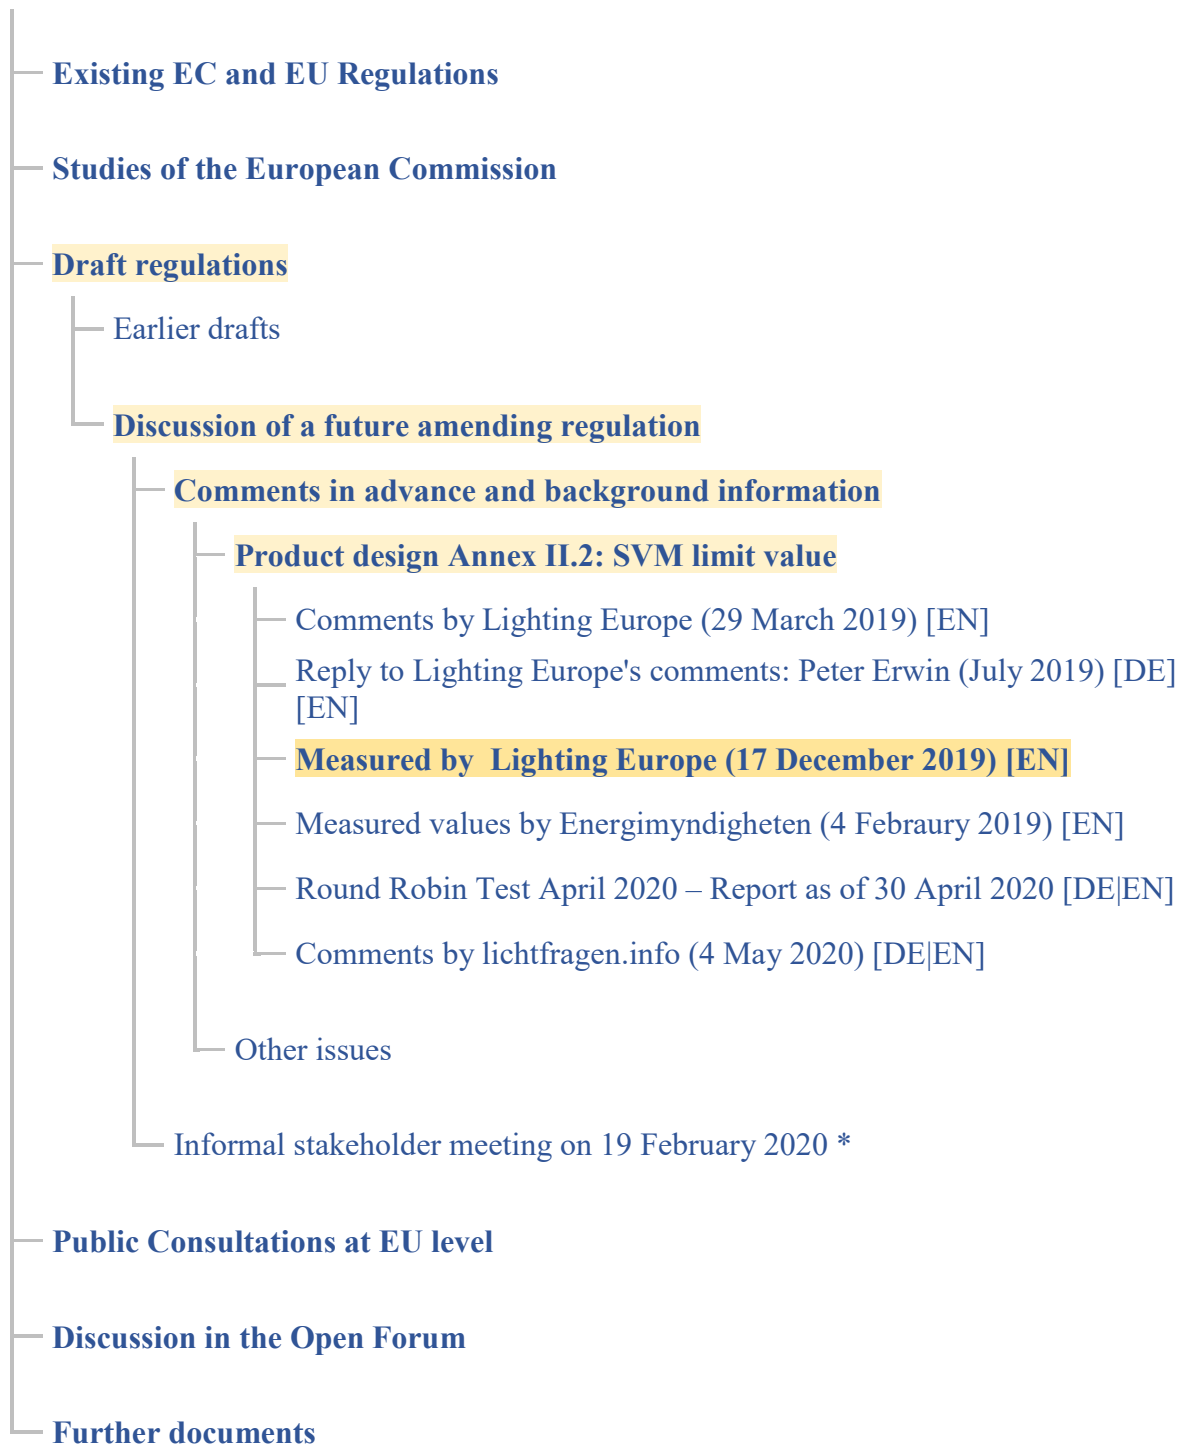 Existing EC and EU Regulations
Studies of the European Commission
Draft regulations
Earlier drafts
Discussion of a future amending regulation
Comments in advance and background information
Product design Annex II.2: SVM limit value
Comments by Lighting Europe (29 March 2019) [EN]
Reply to Lighting Europe's comments: Peter Erwin (July 2019) [DE]
[EN]
Measured by  Lighting Europe (17 December 2019) [EN]
Measured values by Energimyndigheten (4 Febraury 2019) [EN]
Round Robin Test April 2020 – Report as of 30 April 2020 [DE|EN]
Comments by lichtfragen.info (4 May 2020) [DE|EN]
Other issues
Informal stakeholder meeting on 19 February 2020 *
Public Consultations at EU level
Discussion in the Open Forum
Further documents